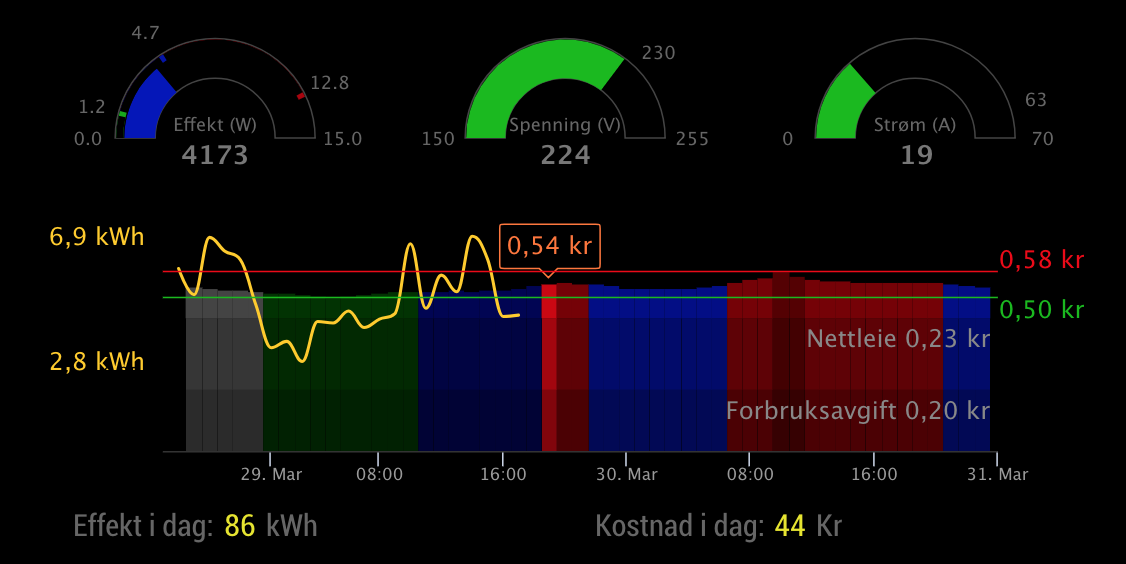 4.7
12.8
1.2
0.0
15.0
Effekt (W)
4173
230
150
255
Spenning (V)
224
63
0
70
Strøm (A)
19
6,9 kWh
0,54 kr
0,58 kr
0,50 kr
Nettleie 0,23 kr
2,8 kWh
Forbruksavgift 0,20 kr
29. Mar
08:00
16:00
30. Mar
08:00
16:00
31. Mar
Effekt i dag: 86 kWh
Kostnad i dag: 44 Kr